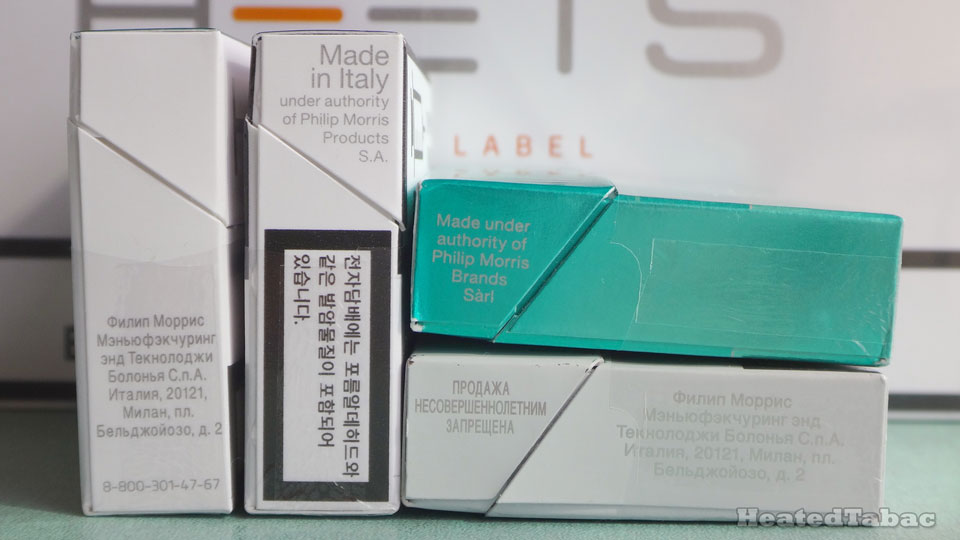 HEETS
LABEL
Филип Моррис
Мэньюфэкчуринг
энд Текнолоджи
Болонья С.п.А.
Италия, 20121,
Милан, пл.
Бельджойозо, д. 2
8-800-301-47-67
Made
in Italy
under authority
of Philip Morris
Products
S.A.
전자담배에는 포름알데히드와
같은 발암물질이 포함되어
있습니다.
Made under
authority of
Philip Morris
Brands
Sàrl
ПРОДАЖА
НЕСОВЕРШЕННОЛЕТНИМ
ЗАПРЕЩЕНА
Филип Моррис
Мэньюфэкчуринг энд
Текнолоджи Болонья С.п.А.
Италия, 20121, Милан, пл.
Бельджойозо, д. 2
HeatedTabac